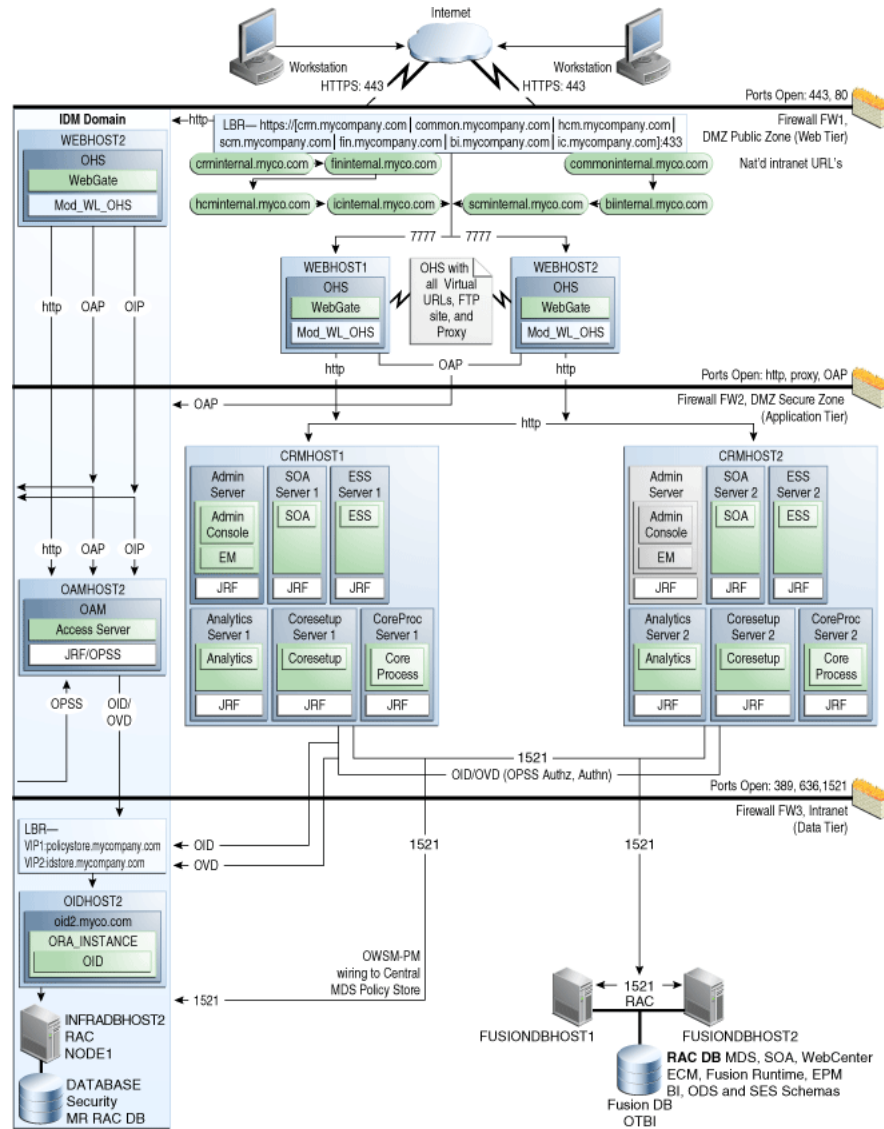 Internet
Workstation
Workstation
HTTPS: 443
HTTPS: 443
Ports Open: 443, 80
Firewall FW1,
DMZ Public Zone (Web Tier)
Nat'd intranet URL's
IDM Domain
WEBHOST2
OHS
WebGate
Mod_WL_OHS
http
LBR— https://[crn.mycompany.com | common.mycompany.com | hcm.mycompany.com |
scm.mycompany.com | fin.mycompany.com | bi.mycompany.com | ic.mycompany.com]:433
crminternal.myco.com
fininternal.myco.com
commoninternal.myco.com
hcminternal.myco.com
icinternal.myco.com
scminternal.myco.com
biinternal.myco.com
7777
7777
WEBHOST1
OHS
WebGate
Mod_WL_OHS
OHS with
all Virtual
URLs, FTP
site, and
Proxy
WEBHOST2
OHS
WebGate
Mod_WL_OHS
http
OAP
OIP
http
OAP
http
Ports Open: http, proxy, OAP
Firewall FW2, DMZ Secure Zone
(Application Tier)
OAP
http
CRMHOST1
Admin
Server
Admin
Console
EM
JRF
SOA
Server 1
SOA
JRF
ESS
Server 1
ESS
JRF
Analytics
Server 1
Analytics
JRF
Coresetup
Server 1
Coresetup
JRF
CoreProc
Server 1
Core
Process
JRF
CRMHOST2
Admin
Server
Admin
Console
EM
JRF
SOA
Server 2
SOA
JRF
ESS
Server 2
ESS
JRF
Analytics
Server 2
Analytics
JRF
Coresetup
Server 2
Coresetup
JRF
CoreProc
Server 2
Core
Process
JRF
http
OAP
OIP
OAMHOST2
OAM
Access Server
JRF/OPSS
OPSS
OID/
OVD
1521
OID/OVD (OPSS Authz, Authn)
Ports Open: 389, 636,1521
Firewall FW3, Intranet
(Data Tier)
LBR—
VIP1:policystore.mycompany.com
VIP2:idstore.mycompany.com
OID
OVD
1521
1521
OIDHOST2
oid2.myco.com
ORA_INSTANCE
OID
OWSM-PM
wiring to Central
MDS Policy Store
1521
INFRADBHOST2
RAC
NODE1
DATABASE
Security
MR RAC DB
1521
RAC
FUSIONDBHOST1
FUSIONDBHOST2
RAC DB MDS, SOA, WebCenter
ECM, Fusion Runtime, EPM
BI, ODS and SES Schemas
Fusion DB
OTBI